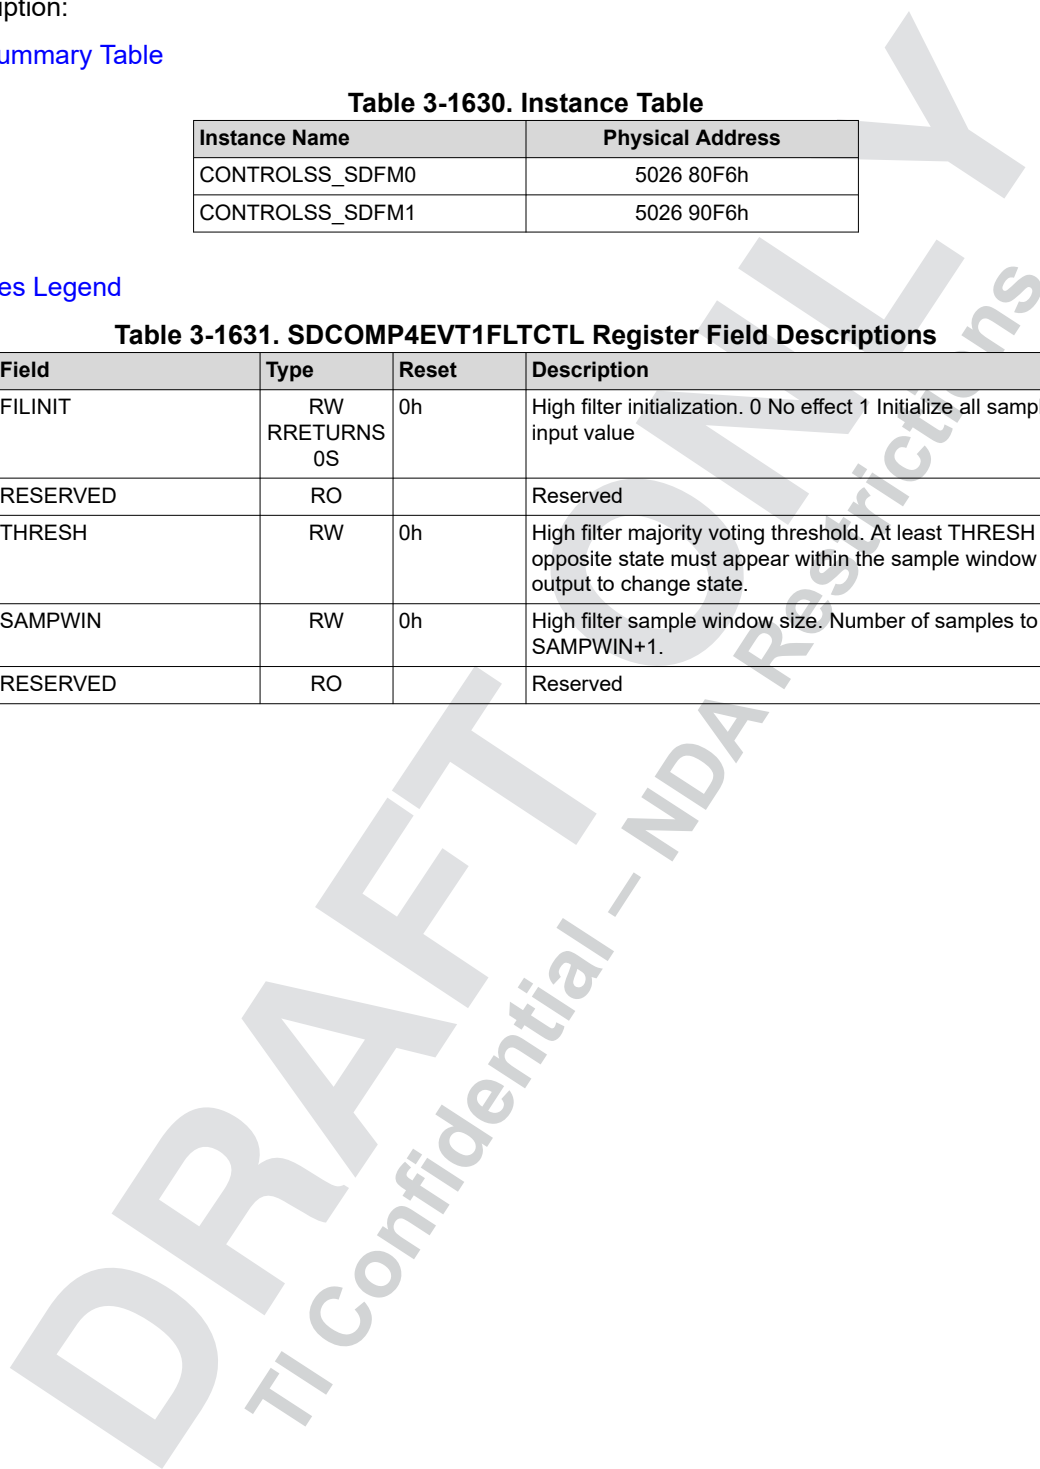 ption:
ummary Table
Table 3-1630. Instance Table
Instance Name Physical Address
CONTROLSS_SDFM0 5026 80F6h
CONTROLSS_SDFM1 5026 90F6h
es Legend
Table 3-1631. SDCOMP4EVT1FLTCTL Register Field Descriptions
Field Type Reset Description
FILINIT RW RRETURNS 0S 0h High filter initialization. 0 No effect 1 Initialize all sampl
input value
RESERVED RO Reserved
THRESH RW 0h High filter majority voting threshold. At least THRESH
opposite state must appear within the sample window
output to change state.
SAMPWIN RW 0h High filter sample window size. Number of samples to
SAMPWIN+1.
RESERVED RO Reserved
DRAFT ONLY
TI Confidential – NDA Restrictions